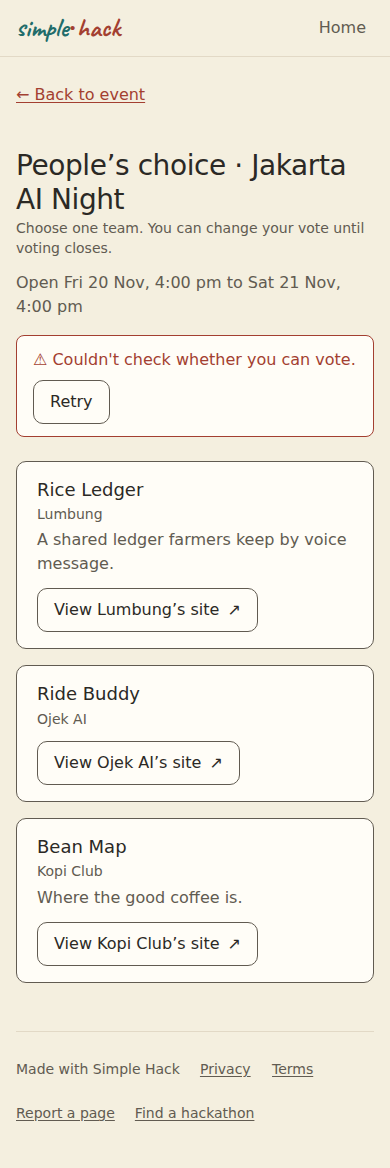 simple·hack
Home
← Back to event
People’s choice · Jakarta
AI Night
Choose one team. You can change your vote until
voting closes.
Open Fri 20 Nov, 4:00 pm to Sat 21 Nov,
4:00 pm
⚠ Couldn't check whether you can vote.
Retry
Rice Ledger
Lumbung
A shared ledger farmers keep by voice
message.
View Lumbung’s site ↗
Ride Buddy
Ojek AI
View Ojek AI’s site ↗
Bean Map
Kopi Club
Where the good coffee is.
View Kopi Club’s site ↗
Made with Simple Hack Privacy Terms
Report a page Find a hackathon